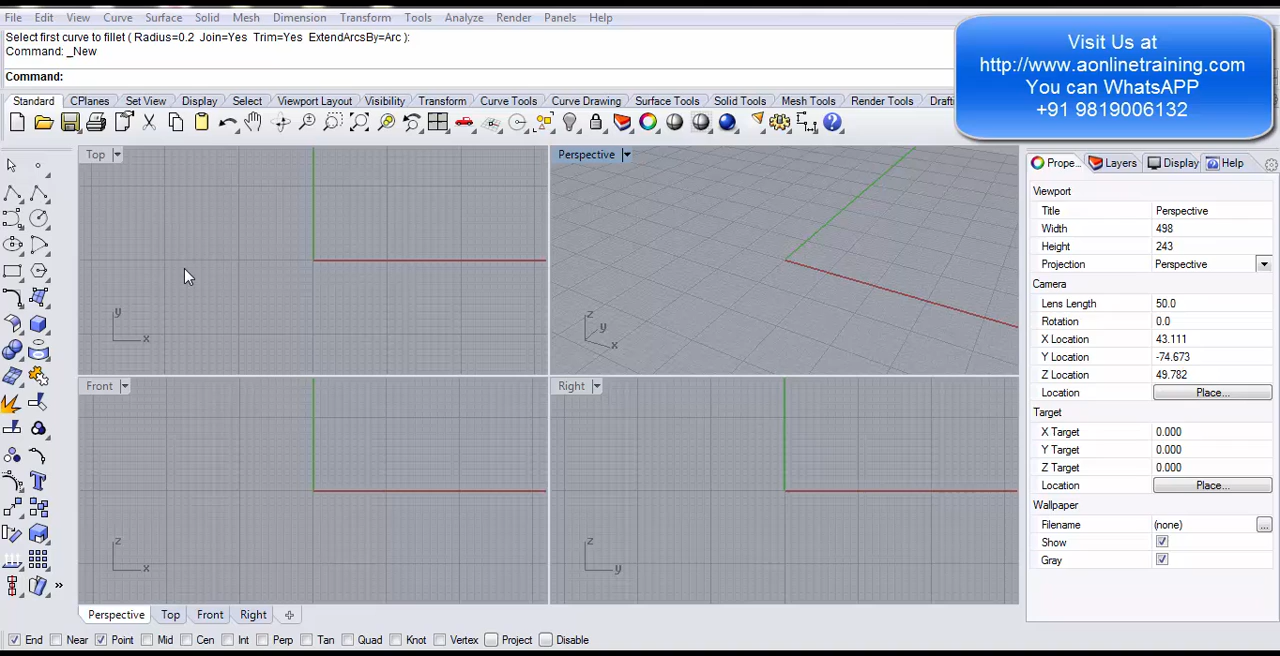 File Edit View Curve Surface Solid Mesh Dimension Transform Tools Analyze Render Panels Help
Select first curve to fillet ( Radius=0.2 Join=Yes Trim=Yes ExtendArcsBy=Arc ):
Command: _New
Command:
Visit Us at
http://www.aonlinetraining.com
You can WhatsAPP
+91 9819006132
Standard CPlanes Set View Display Select Viewport Layout Visibility Transform Curve Tools Curve Drawing Surface Tools Solid Tools Mesh Tools Render Tools Draftı
Top
Perspective
y
x
z
y
x
Front
Right
z
x
z
y
Prope... Layers Display Help
Viewport
Title Perspective
Width 498
Height 243
Projection Perspective
Camera
Lens Length 50.0
Rotation 0.0
X Location 43.111
Y Location -74.673
Z Location 49.782
Location Place...
Target
X Target 0.000
Y Target 0.000
Z Target 0.000
Location Place...
Wallpaper
Filename (none) ...
Show
Gray
Perspective Top Front Right
End Near Point Mid Cen Int Perp Tan Quad Knot Vertex Project Disable